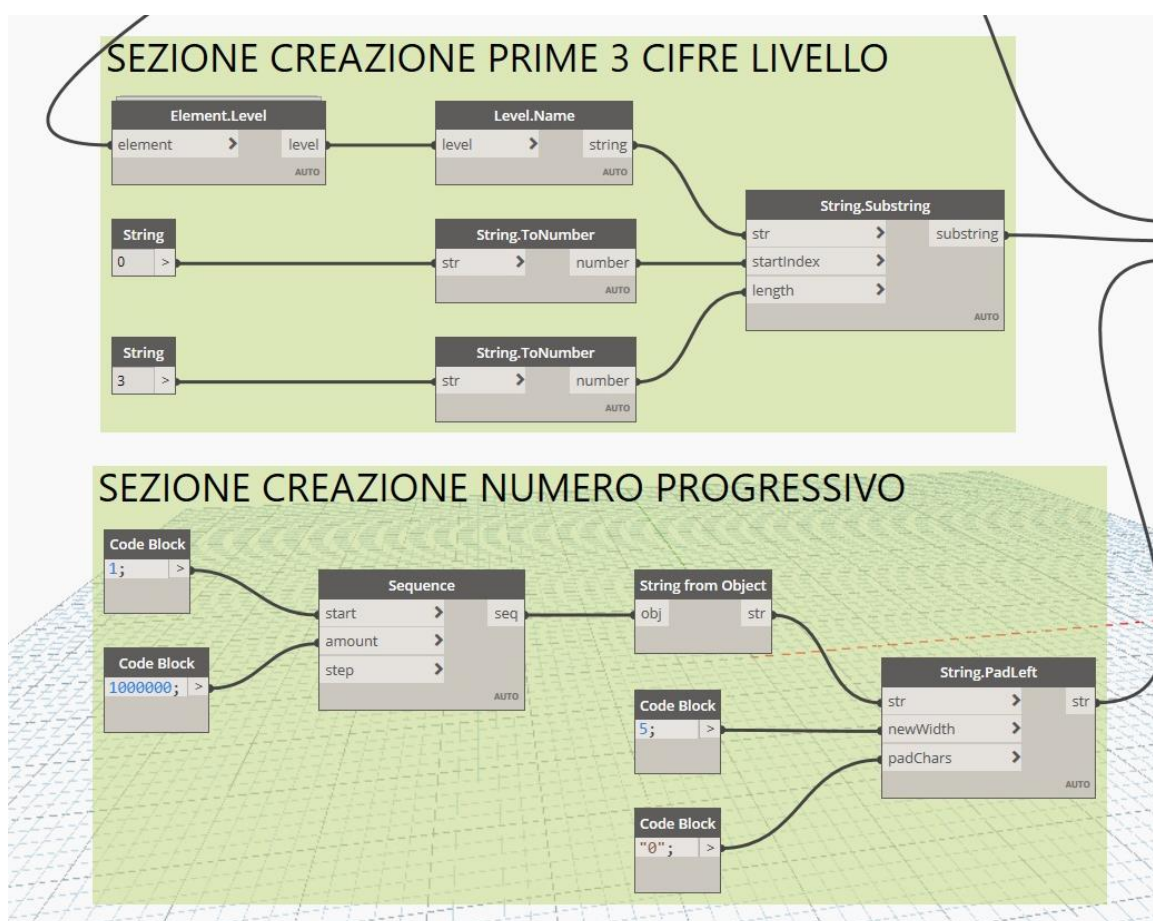 SEZIONE CREAZIONE PRIME 3 CIFRE LIVELLO
Element.Level
element > level
AUTO
Level.Name
level > string
AUTO
String
0 >
String.ToNumber
str > number
AUTO
String
3 >
String.ToNumber
str > number
AUTO
String.Substring
str > substring
startIndex >
length >
AUTO
SEZIONE CREAZIONE NUMERO PROGRESSIVO
Code Block
1; >
Code Block
1000000; >
Sequence
start > seq
amount >
step >
AUTO
String from Object
obj str
Code Block
5; >
Code Block
"0"; >
String.PadLeft
str > str
newWidth >
padChars >
AUTO